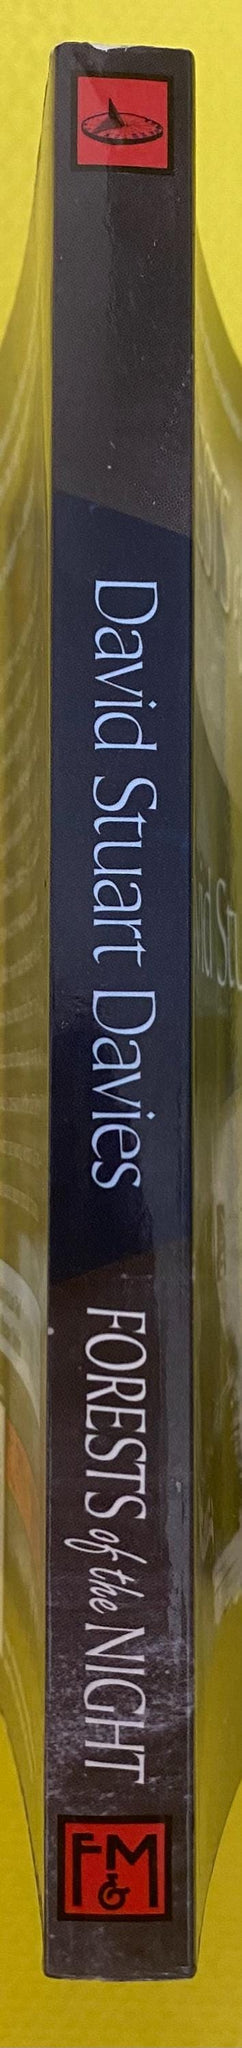 David Stuart Davies
FORESTS of the NIGHT
F&M